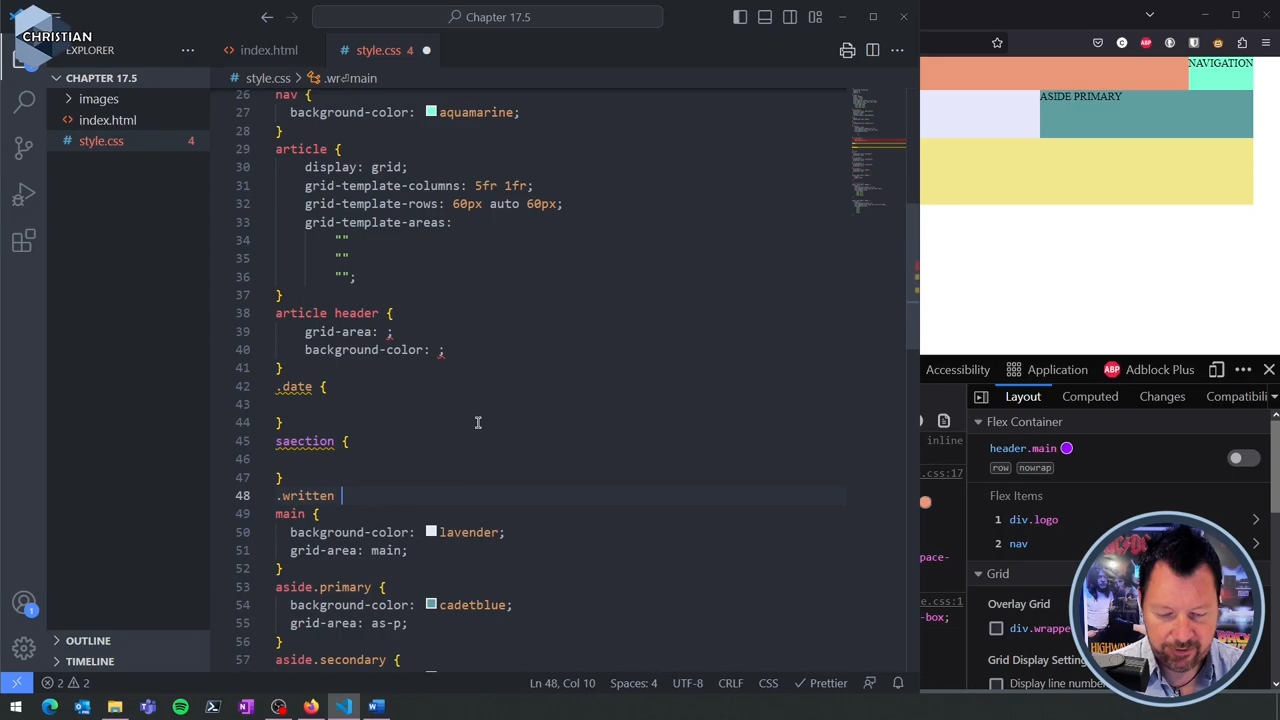 CHRISTIAN
Chapter 17.5
EXPLORER
index.html
style.css 4
CHAPTER 17.5
images
index.html
style.css 4
OUTLINE
TIMELINE
style.css > .wr⏎main
26 nav {
27 background-color: aquamarine;
28 }
29 article {
30 display: grid;
31 grid-template-columns: 5fr 1fr;
32 grid-template-rows: 60px auto 60px;
33 grid-template-areas:
34 ""
35 ""
36 "";
37 }
38 article header {
39 grid-area: ;
40 background-color: ;
41 }
42 .date {
43
44 }
45 saection {
46
47 }
48 .written
49 main {
50 background-color: lavender;
51 grid-area: main;
52 }
53 aside.primary {
54 background-color: cadetblue;
55 grid-area: as-p;
56 }
57 aside.secondary {
2 2
Ln 48, Col 10
Spaces: 4
UTF-8
CRLF
CSS
Prettier
NAVIGATION
ASIDE PRIMARY
Accessibility
Application
ABP Adblock Plus
Layout
Computed
Changes
Compatibili
inline
.css:17
pace-
.css:1
-box;
Flex Container
header.main
row nowrap
Flex Items
1 div.logo
2 nav
Grid
Overlay Grid
div.wrappe
Grid Display Setting
Display line number
HIGHWAY
BACK